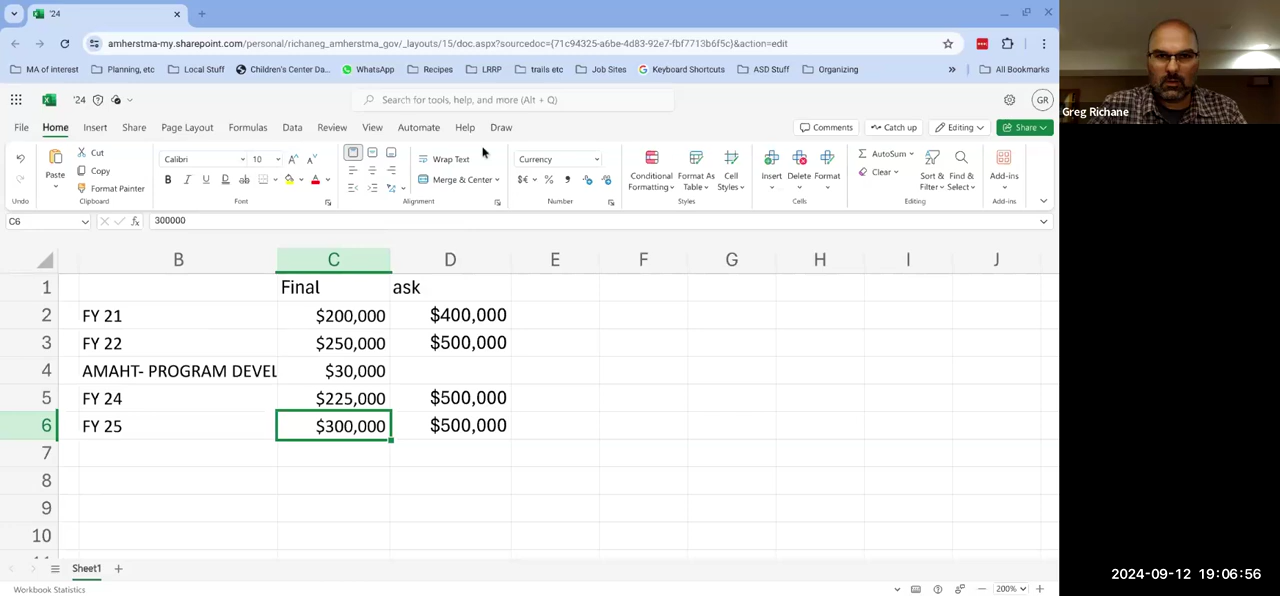 '24
amherstma-my.sharepoint.com/personal/richaneg_amherstma_gov/_layouts/15/doc.aspx?sourcedoc={71c94325-a6be-4d83-92e7-fbf7713b6f5c}&action=edit
MA of interest Planning, etc Local Stuff Children's Center Da... WhatsApp Recipes LRRP trails etc Job Sites Keyboard Shortcuts ASD Stuff Organizing » All Bookmarks
'24 Search for tools, help, and more (Alt + Q) GR
File Home Insert Share Page Layout Formulas Data Review View Automate Help Draw Comments Catch up Editing Share
Paste Cut Copy Format Painter Calibri 10 B I U D ab A A A Wrap Text Merge & Center Currency $€ % Conditional Formatting Format As Table Cell Styles Insert Delete Format AutoSum Clear Sort & Filter Find & Select Add-ins
Undo Clipboard Font Alignment Number Styles Cells Editing Add-ins
C6 fx 300000
B C D E F G H I J
1 Final ask
2 FY 21 $200,000 $400,000
3 FY 22 $250,000 $500,000
4 AMAHT- PROGRAM DEVEL $30,000
5 FY 24 $225,000 $500,000
6 FY 25 $300,000 $500,000
7
8
9
10
Sheet1
Workbook Statistics 200%
Greg Richane
2024-09-12 19:06:56